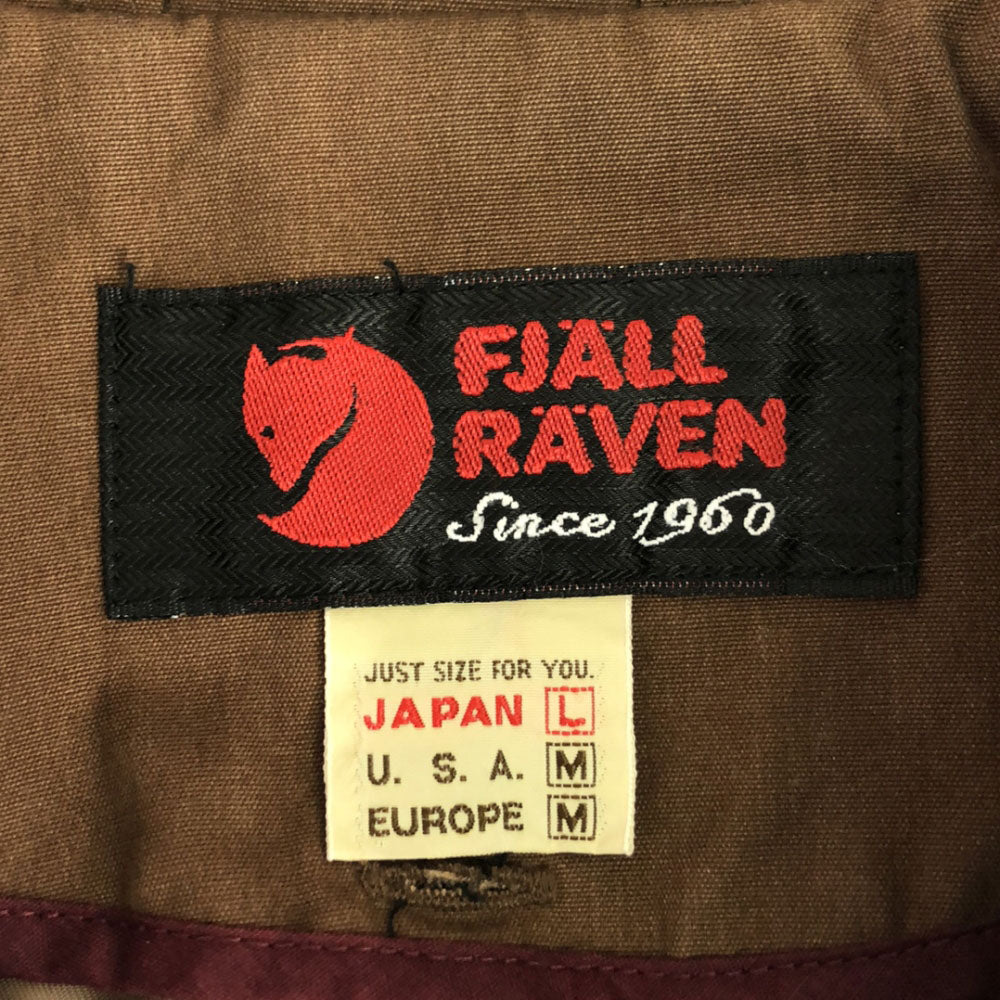 FJÄLL
RÄVEN
Since 1960
JUST SIZE FOR YOU.
JAPAN L
U. S. A. M
EUROPE M